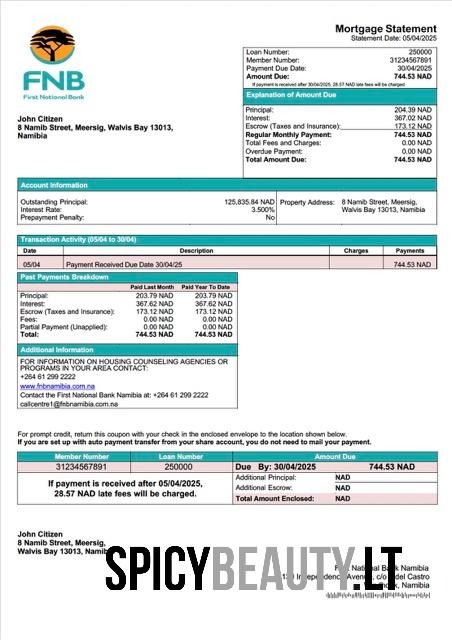 Mortgage Statement
Statement Date: 05/04/2025
FNB
First National Bank
Loan Number: 250000
Member Number: 31234567891
Payment Due Date: 30/04/2025
Amount Due: 744.53 NAD
If payment is received after 30/04/2025, 28.57 NAD late fees will be charged
John Citizen
8 Namib Street, Meersig, Walvis Bay 13013,
Namibia
Explanation of Amount Due
Principal: 204.39 NAD
Interest: 367.02 NAD
Escrow (Taxes and Insurance): 173.12 NAD
Regular Monthly Payment: 744.53 NAD
Total Fees and Charges: 0.00 NAD
Overdue Payment: 0.00 NAD
Total Amount Due: 744.53 NAD
Account Information
Outstanding Principal: 125,835.84 NAD
Interest Rate: 3.500%
Prepayment Penalty: No
Property Address: 8 Namib Street, Meersig,
Walvis Bay 13013, Namibia
Transaction Activity (05/04 to 30/04)
Date Description Charges Payments
05/04 Payment Received Due Date 30/04/25 744.53 NAD
Past Payments Breakdown
Paid Last Month Paid Year To Date
Principal: 203.79 NAD 203.79 NAD
Interest: 367.62 NAD 367.62 NAD
Escrow (Taxes and Insurance): 173.12 NAD 173.12 NAD
Fees: 0.00 NAD 0.00 NAD
Partial Payment (Unapplied): 0.00 NAD 0.00 NAD
Total: 744.53 NAD 744.53 NAD
Additional Information
FOR INFORMATION ON HOUSING COUNSELING AGENCIES OR
PROGRAMS IN YOUR AREA CONTACT:
+264 61 299 2222
www.fnbnamibia.com.na
Contact the First National Bank Namibia at: +264 61 299 2222
callcentre1@fnbnamibia.com.na
For prompt credit, return this coupon with your check in the enclosed envelope to the location shown below.
If you are set up with auto payment transfer from your share account, you do not need to mail your payment.
Member Number Loan Number Amount Due
31234567891 250000 Due By: 30/04/2025 744.53 NAD
If payment is received after 05/04/2025,
28.57 NAD late fees will be charged.
Additional Principal: NAD
Additional Escrow: NAD
Total Amount Enclosed: NAD
John Citizen
8 Namib Street, Meersig,
Walvis Bay 13013,
SPICYBEAUTY.LT
Bank Namibia
c/o
del Castro
Namibia